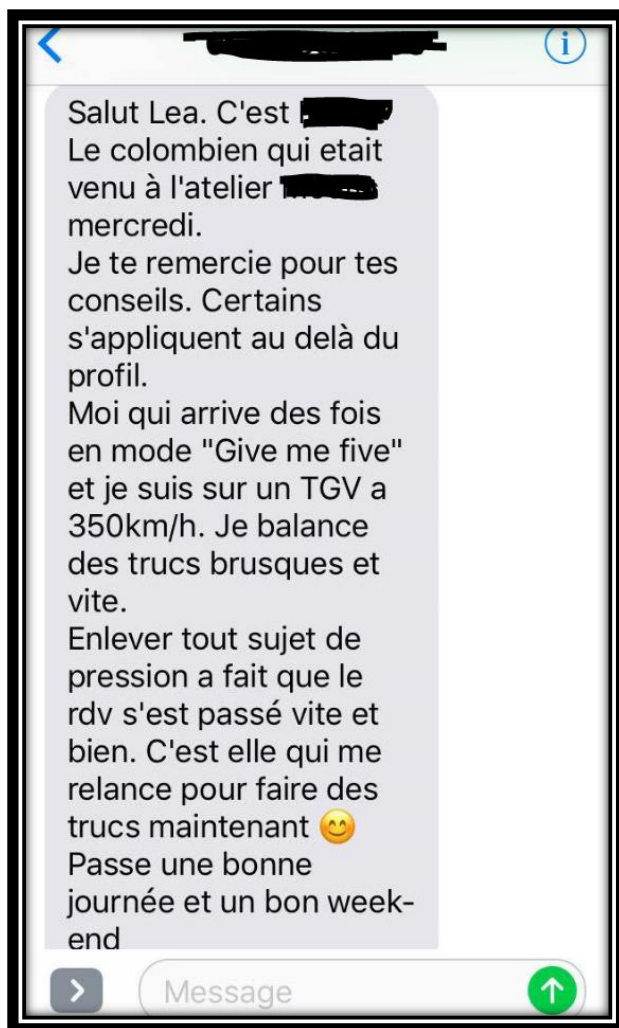 Salut Lea. C'est
Le colombien qui etait
venu à l'atelier
mercredi.
Je te remercie pour tes
conseils. Certains
s'appliquent au delà du
profil.
Moi qui arrive des fois
en mode "Give me five"
et je suis sur un TGV a
350km/h. Je balance
des trucs brusques et
vite.
Enlever tout sujet de
pression a fait que le
rdv s'est passé vite et
bien. C'est elle qui me
relance pour faire des
trucs maintenant 😊
Passe une bonne
journée et un bon week-
end
Message